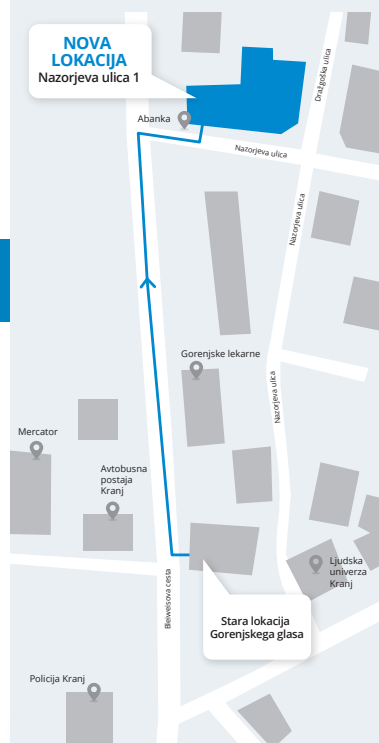 NOVA
LOKACIJA
Nazorjeva ulica 1
Dražgoška ulica
Abanka
Nazorjeva ulica
Nazorjeva ulica
Gorenjske lekarne
Nazorjeva ulica
Mercator
Avtobusna
postaja
Kranj
Ljudska
univerza
Kranj
Bleiweisova cesta
Stara lokacija
Gorenjskega glasa
Policija Kranj